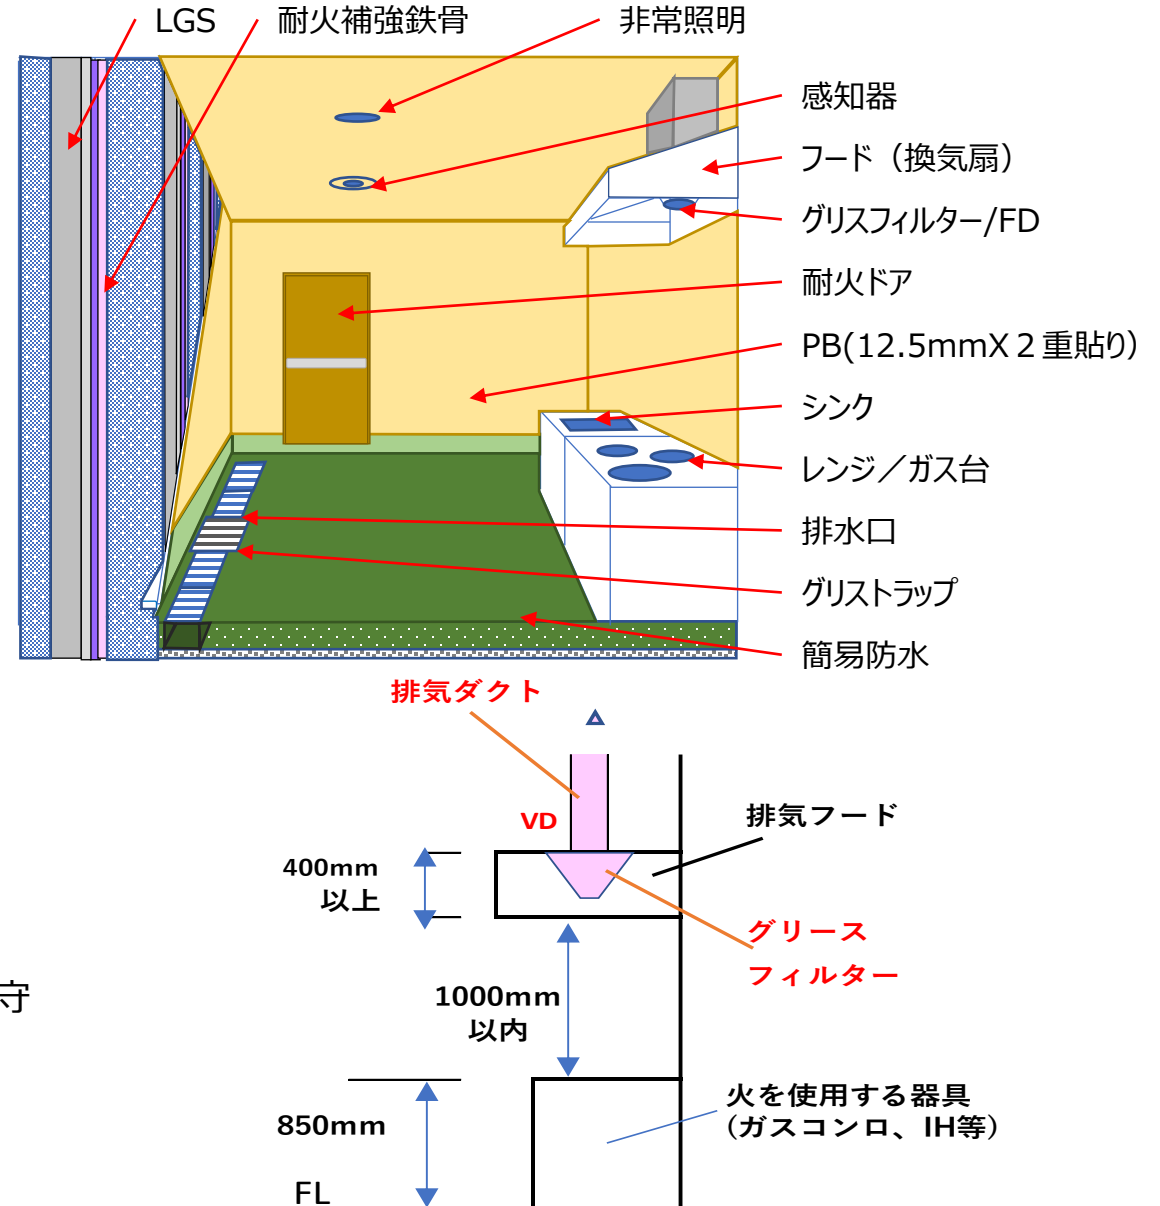 LGS
耐火補強鉄骨
非常照明
感知器
フード（換気扇）
グリスフィルター/FD
耐火ドア
PB(12.5mmX２重貼り）
シンク
レンジ／ガス台
排水口
グリストラップ
簡易防水
排気ダクト
VD
排気フード
400mm
以上
グリース
フィルター
守
1000mm
以内
火を使用する器具
（ガスコンロ、IH等）
850mm
FL